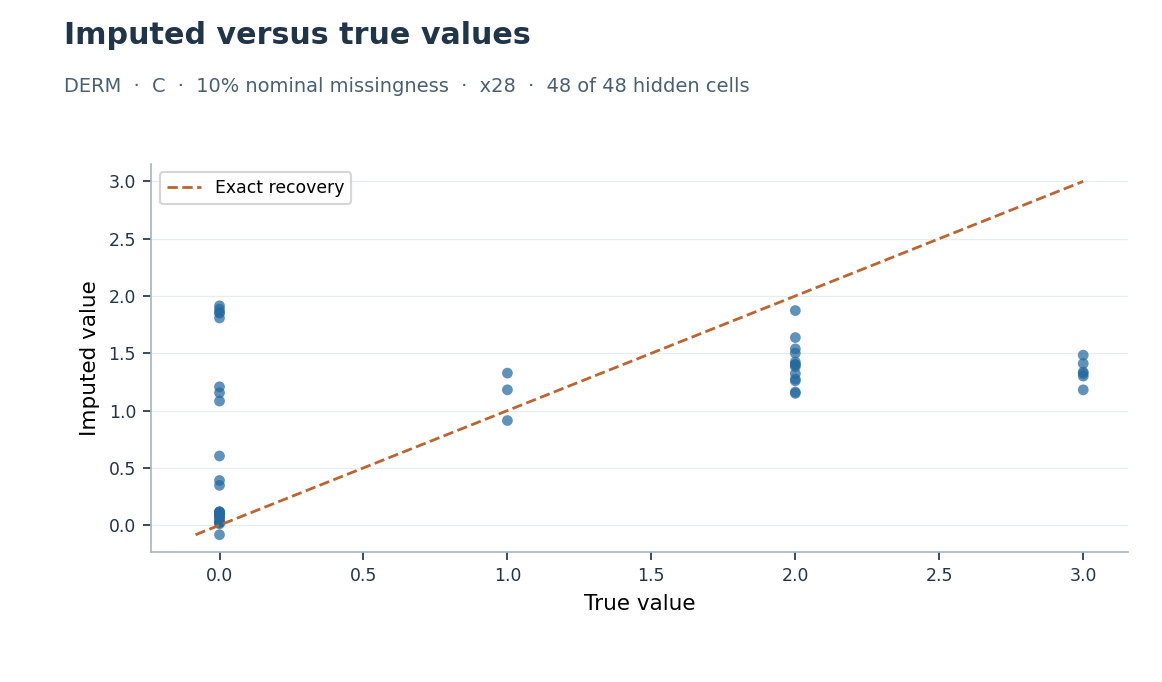 Imputed versus true values
DERM · C · 10% nominal missingness · x28 · 48 of 48 hidden cells
Exact recovery
3.0
2.5
2.0
1.5
1.0
0.5
0.0
Imputed value
0.0 0.5 1.0 1.5 2.0 2.5 3.0
True value